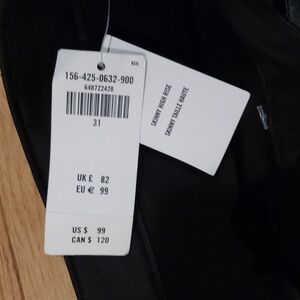 156-425-0632-900
648722428
31
UK £ 82
EU € 99
US $ 99
CAN $ 120
SKINNY HIGH RISE
SKINNY TAILLE HAUTE